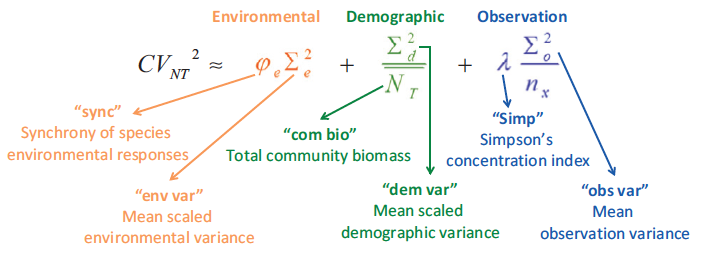 Environmental Demographic Observation
CV_NT^2 ≈ φ_e Σ_e^2 + Σ_d^2 / \overline{N_T} + λ Σ_o^2 / n_x
“sync”
Synchrony of species
environmental responses
“com bio”
Total community biomass
“Simp”
Simpson’s
concentration index
“env var”
Mean scaled
environmental variance
“dem var”
Mean scaled
demographic variance
“obs var”
Mean
observation variance